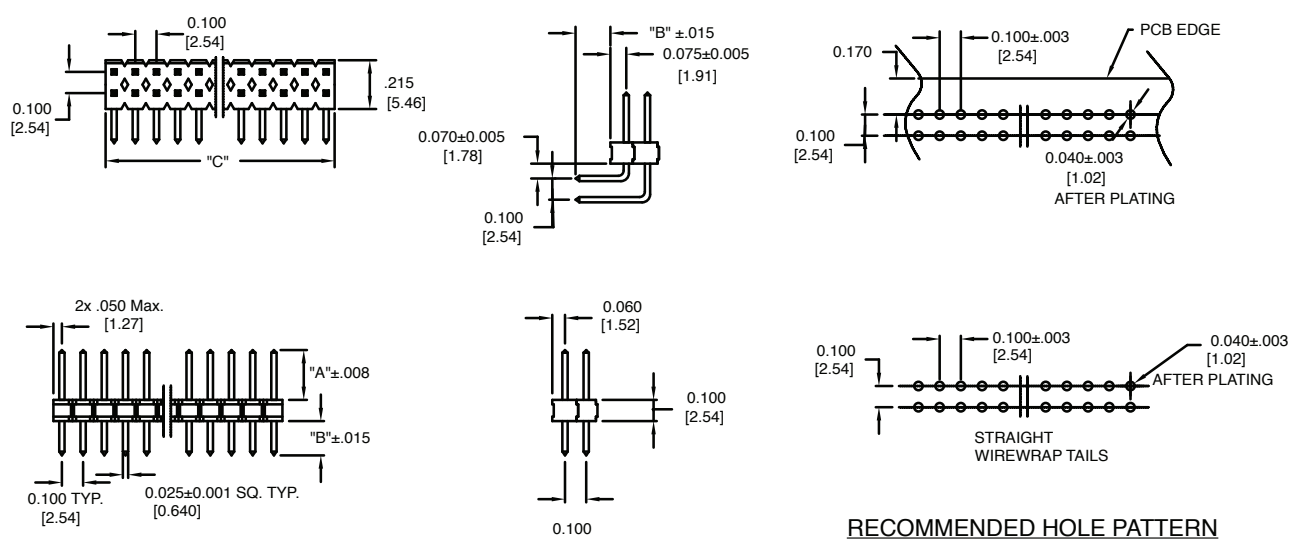 0.100
[2.54]
0.100
[2.54]
.215
[5.46]
"C"
"B" ±.015
0.075±0.005
[1.91]
0.070±0.005
[1.78]
0.100
[2.54]
0.170
0.100±.003
[2.54]
PCB EDGE
0.100
[2.54]
0.040±.003
[1.02]
AFTER PLATING
2x .050 Max.
[1.27]
"A"±.008
"B"±.015
0.100 TYP.
[2.54]
0.025±0.001 SQ. TYP.
[0.640]
0.060
[1.52]
0.100
[2.54]
0.100
0.100±.003
[2.54]
0.040±.003
[1.02]
AFTER PLATING
0.100
[2.54]
STRAIGHT
WIREWRAP TAILS
RECOMMENDED HOLE PATTERN